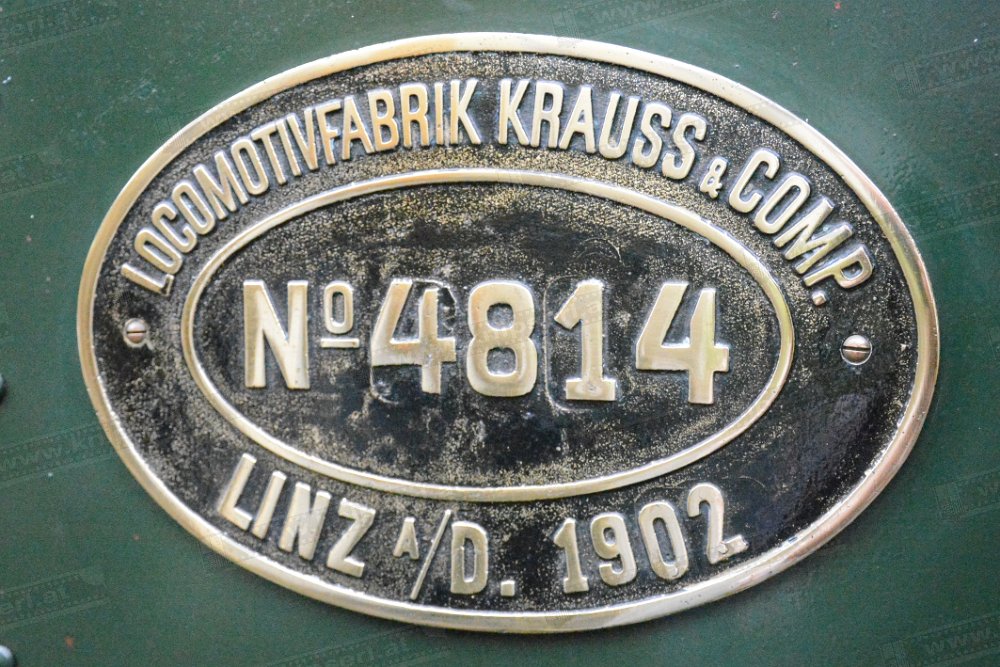 LOCOMOTIVFABRIK KRAUSS & COMP.
Nº 4814
LINZ A/D. 1902